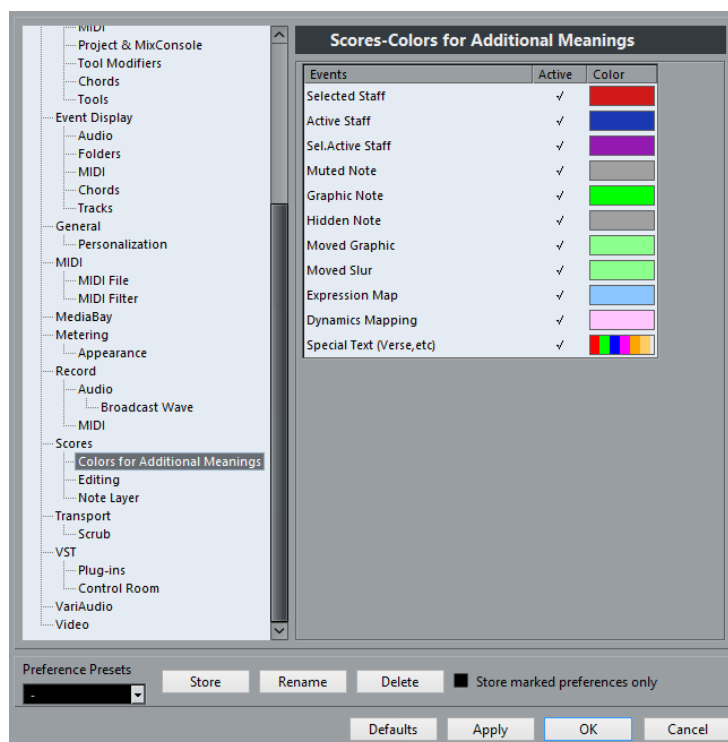 MIDI
Project & MixConsole
Tool Modifiers
Chords
Tools
Event Display
Audio
Folders
MIDI
Chords
Tracks
General
Personalization
MIDI
MIDI File
MIDI Filter
MediaBay
Metering
Appearance
Record
Audio
Broadcast Wave
MIDI
Scores
Colors for Additional Meanings
Editing
Note Layer
Transport
Scrub
VST
Plug-ins
Control Room
VariAudio
Video
Scores-Colors for Additional Meanings
Events Active Color
Selected Staff √
Active Staff √
Sel.Active Staff √
Muted Note √
Graphic Note √
Hidden Note √
Moved Graphic √
Moved Slur √
Expression Map √
Dynamics Mapping √
Special Text (Verse,etc) √
Preference Presets
-
Store Rename Delete Store marked preferences only
Defaults Apply OK Cancel